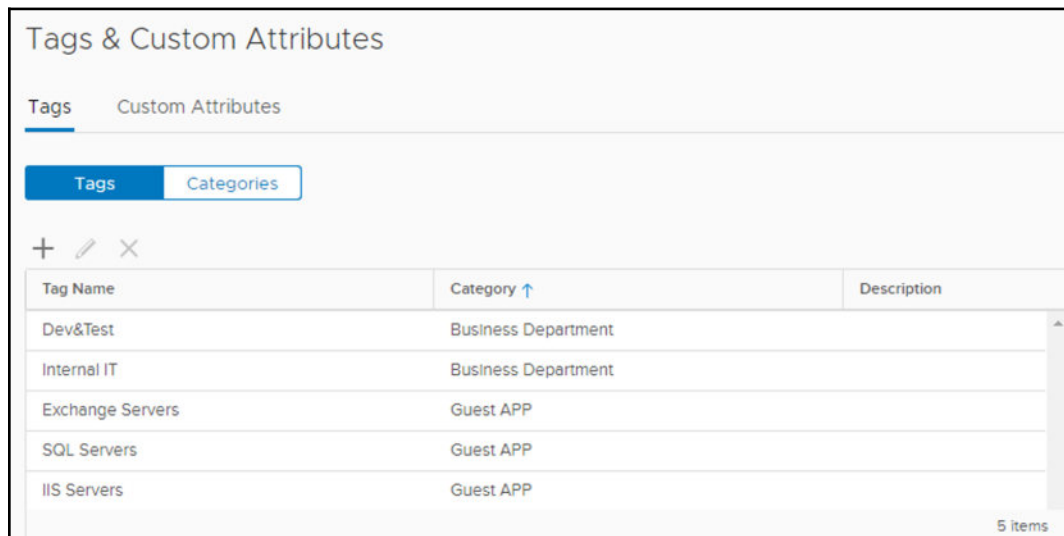 Tags & Custom Attributes
Tags Custom Attributes
Tags Categories
Tag Name Category Description
Dev&Test Business Department
Internal IT Business Department
Exchange Servers Guest APP
SQL Servers Guest APP
IIS Servers Guest APP
5 items